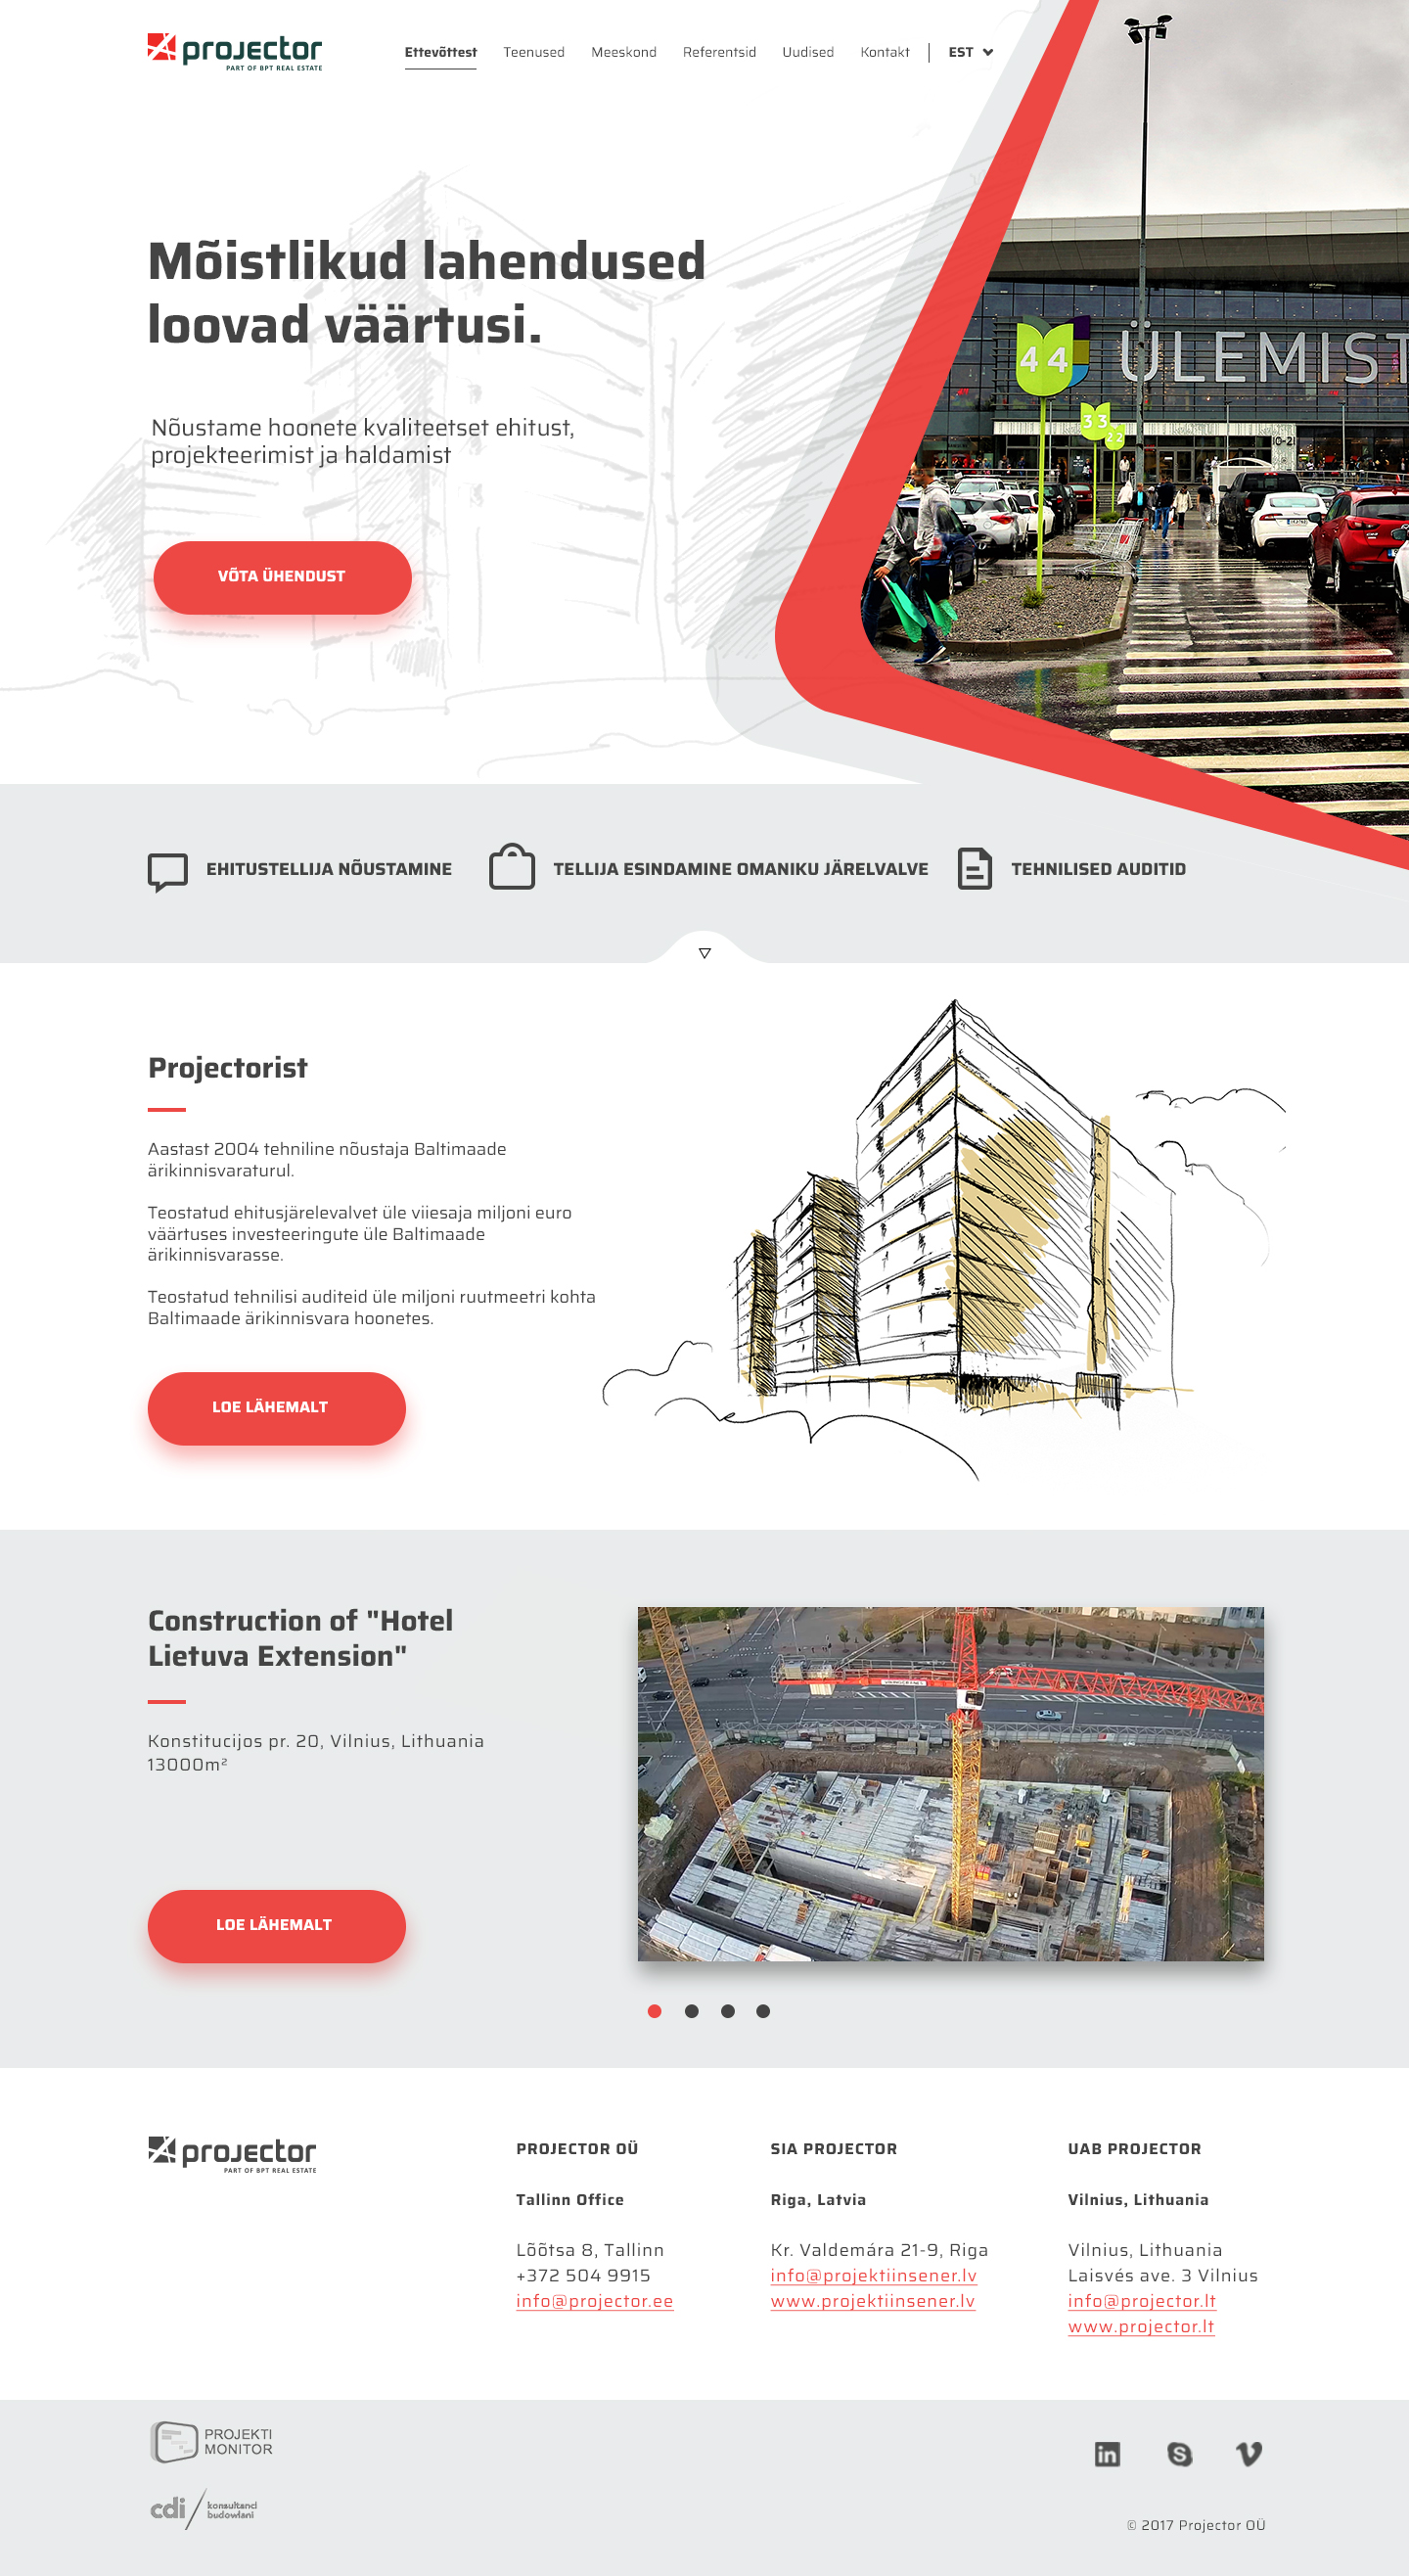 projector
PART OF BPT REAL ESTATE
Ettevõttest Teenused Meeskond Referentsid Uudised Kontakt EST
Mõistlikud lahendused
loovad väärtusi.
Nõustame hoonete kvaliteetset ehitust,
projekteerimist ja haldamist
VÕTA ÜHENDUST
44
ÜLEMIST
33
22
10-21
EHITUSTELLIJA NÕUSTAMINE
TELLIJA ESINDAMINE OMANIKU JÄRELVALVE
TEHNILISED AUDITID
Projectorist
Aastast 2004 tehniline nõustaja Baltimaade
ärikinnisvaraturul.
Teostatud ehitusjärelevalvet üle viiesaja miljoni euro
väärtuses investeeringute üle Baltimaade
ärikinnisvarasse.
Teostatud tehnilisi auditeid üle miljoni ruutmeetri kohta
Baltimaade ärikinnisvara hoonetes.
LOE LÄHEMALT
Construction of "Hotel
Lietuva Extension"
Konstitucijos pr. 20, Vilnius, Lithuania
13000m²
LOE LÄHEMALT
projector
PART OF BPT REAL ESTATE
PROJECTOR OÜ
Tallinn Office
Lõõtsa 8, Tallinn
+372 504 9915
info@projector.ee
SIA PROJECTOR
Riga, Latvia
Kr. Valdemára 21-9, Riga
info@projektiinsener.lv
www.projektiinsener.lv
UAB PROJECTOR
Vilnius, Lithuania
Vilnius, Lithuania
Laisvés ave. 3 Vilnius
info@projector.lt
www.projector.lt
PROJEKTI
MONITOR
cdi konsultanci
budowlani
in
© 2017 Projector OÜ